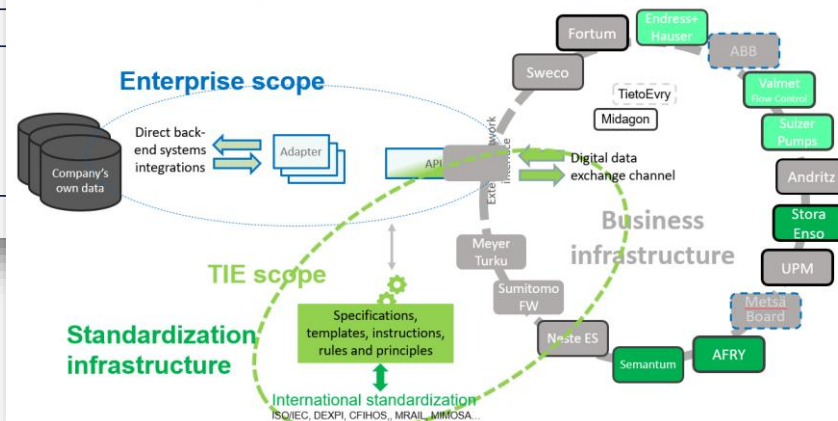 Enterprise scope
Company's
own data
Direct back-
end systems
integrations
Adapter
API
Digital data
exchange channel
TIE scope
Standardization
infrastructure
Specifications,
templates, instructions,
rules and principles
International standardization
ISO/IEC, DEXPI, CFIHOS,, MRAIL, MIMOSA...
Business
infrastructure
Fortum
Endress+
Hauser
ABB
Sweco
TietoEvry
Midagon
Valmet
Flow Control
Sulzer
Pumps
Andritz
Stora
Enso
UPM
Metsä
Board
AFRY
Semantum
Neste ES
Sumitomo
FW
Meyer
Turku